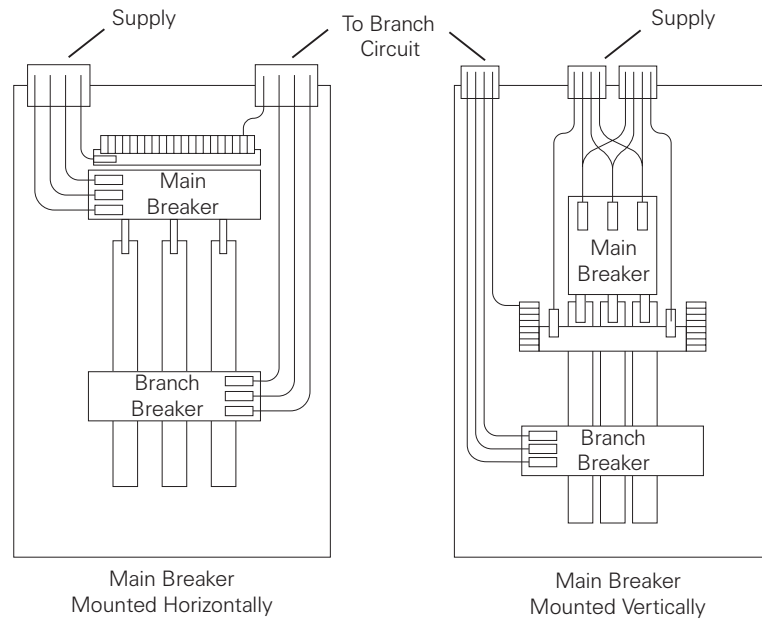 Supply
To Branch
Circuit
Supply
Main
Breaker
Main
Breaker
Branch
Breaker
Branch
Breaker
Main Breaker
Mounted Horizontally
Main Breaker
Mounted Vertically